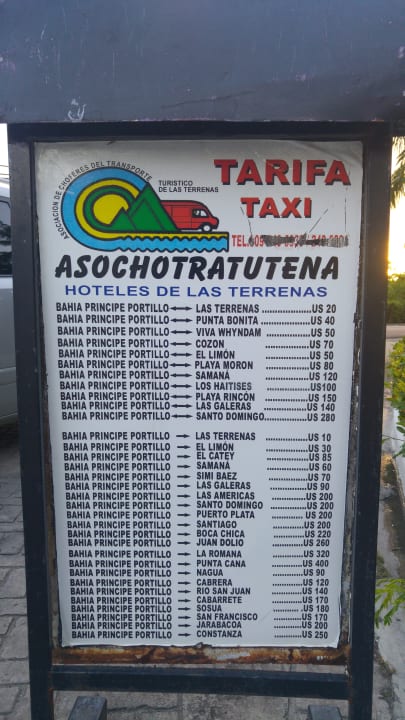 ASOCIACIÓN DE CHOFERES DEL TRANSPORTE
TURISTICO
DE LAS TERRENAS
TARIFA
TAXI
ASOCHOTRATUTENA
HOTELES DE LAS TERRENAS
BAHIA PRINCIPE PORTILLO ↔ LAS TERRENAS ..............US 20
BAHIA PRINCIPE PORTILLO ↔ PUNTA BONITA ..............US 40
BAHIA PRINCIPE PORTILLO ↔ VIVA WHYNDAM ..............US 50
BAHIA PRINCIPE PORTILLO ↔ COZON ..............US 70
BAHIA PRINCIPE PORTILLO ↔ EL LIMÓN ..............US 50
BAHIA PRINCIPE PORTILLO ↔ PLAYA MORON ..............US 80
BAHIA PRINCIPE PORTILLO ↔ SAMANÁ ..............US 120
BAHIA PRINCIPE PORTILLO ↔ LOS HAITISES ..............US100
BAHIA PRINCIPE PORTILLO ↔ PLAYA RINCÓN ..............US 150
BAHIA PRINCIPE PORTILLO ↔ LAS GALERAS ..............US 140
BAHIA PRINCIPE PORTILLO ↔ SANTO DOMINGO..............US 280
BAHIA PRINCIPE PORTILLO → LAS TERRENAS ..............US 10
BAHIA PRINCIPE PORTILLO → EL LIMÓN ..............US 30
BAHIA PRINCIPE PORTILLO → EL CATEY ..............US 85
BAHIA PRINCIPE PORTILLO → SAMANÁ ..............US 60
BAHIA PRINCIPE PORTILLO → SIMI BAEZ ..............US 70
BAHIA PRINCIPE PORTILLO → LAS GALERAS ..............US 90
BAHIA PRINCIPE PORTILLO → LAS AMERICAS ..............US 200
BAHIA PRINCIPE PORTILLO → SANTO DOMINGO ..............US 200
BAHIA PRINCIPE PORTILLO → PUERTO PLATA ..............US 200
BAHIA PRINCIPE PORTILLO → SANTIAGO ..............US 200
BAHIA PRINCIPE PORTILLO → BOCA CHICA ..............US 220
BAHIA PRINCIPE PORTILLO → JUAN DOLIO ..............US 260
BAHIA PRINCIPE PORTILLO → LA ROMANA ..............US 320
BAHIA PRINCIPE PORTILLO → PUNTA CANA ..............US 400
BAHIA PRINCIPE PORTILLO → NAGUA ..............US 90
BAHIA PRINCIPE PORTILLO → CABRERA ..............US 120
BAHIA PRINCIPE PORTILLO → RIO SAN JUAN ..............US 140
BAHIA PRINCIPE PORTILLO → CABARRETE ..............US 170
BAHIA PRINCIPE PORTILLO → SOSUA ..............US 180
BAHIA PRINCIPE PORTILLO → SAN FRANCISCO ..............US 170
BAHIA PRINCIPE PORTILLO → JARABACOA ..............US 200
BAHIA PRINCIPE PORTILLO → CONSTANZA ..............US 250